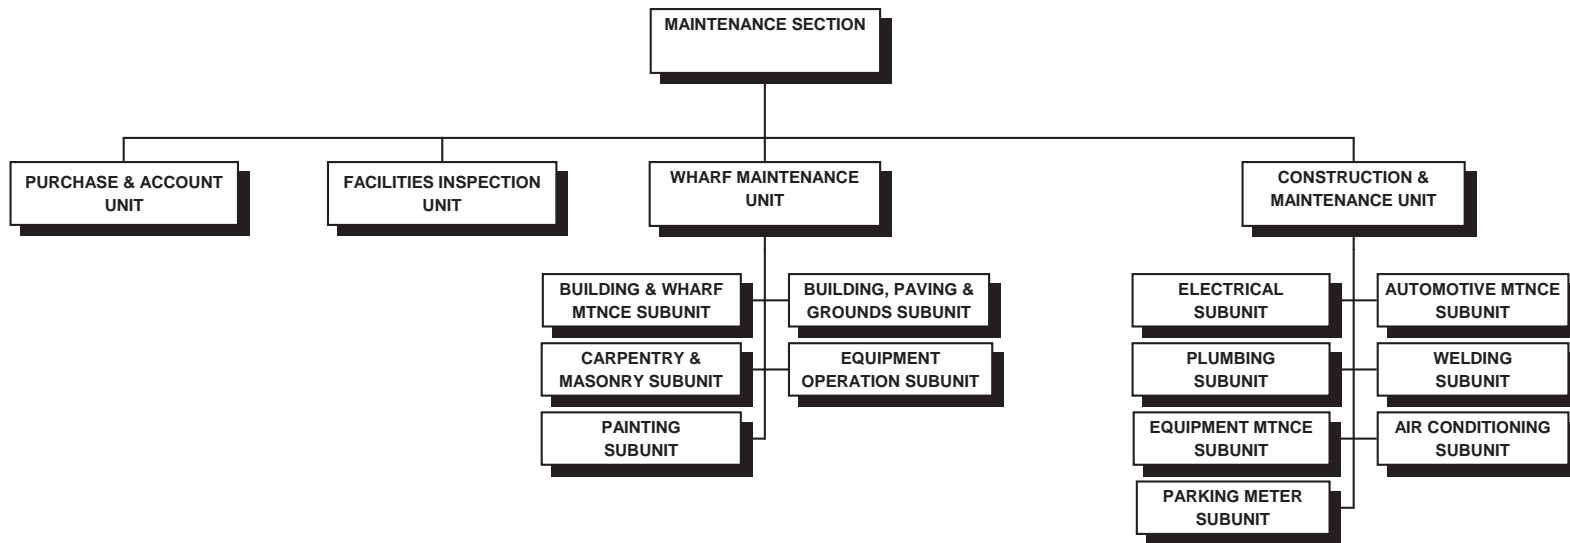 MAINTENANCE SECTION
PURCHASE & ACCOUNT
UNIT
FACILITIES INSPECTION
UNIT
WHARF MAINTENANCE
UNIT
CONSTRUCTION &
MAINTENANCE UNIT
BUILDING & WHARF
MTNCE SUBUNIT
BUILDING, PAVING &
GROUNDS SUBUNIT
CARPENTRY &
MASONRY SUBUNIT
EQUIPMENT
OPERATION SUBUNIT
PAINTING
SUBUNIT
ELECTRICAL
SUBUNIT
AUTOMOTIVE MTNCE
SUBUNIT
PLUMBING
SUBUNIT
WELDING
SUBUNIT
EQUIPMENT MTNCE
SUBUNIT
AIR CONDITIONING
SUBUNIT
PARKING METER
SUBUNIT